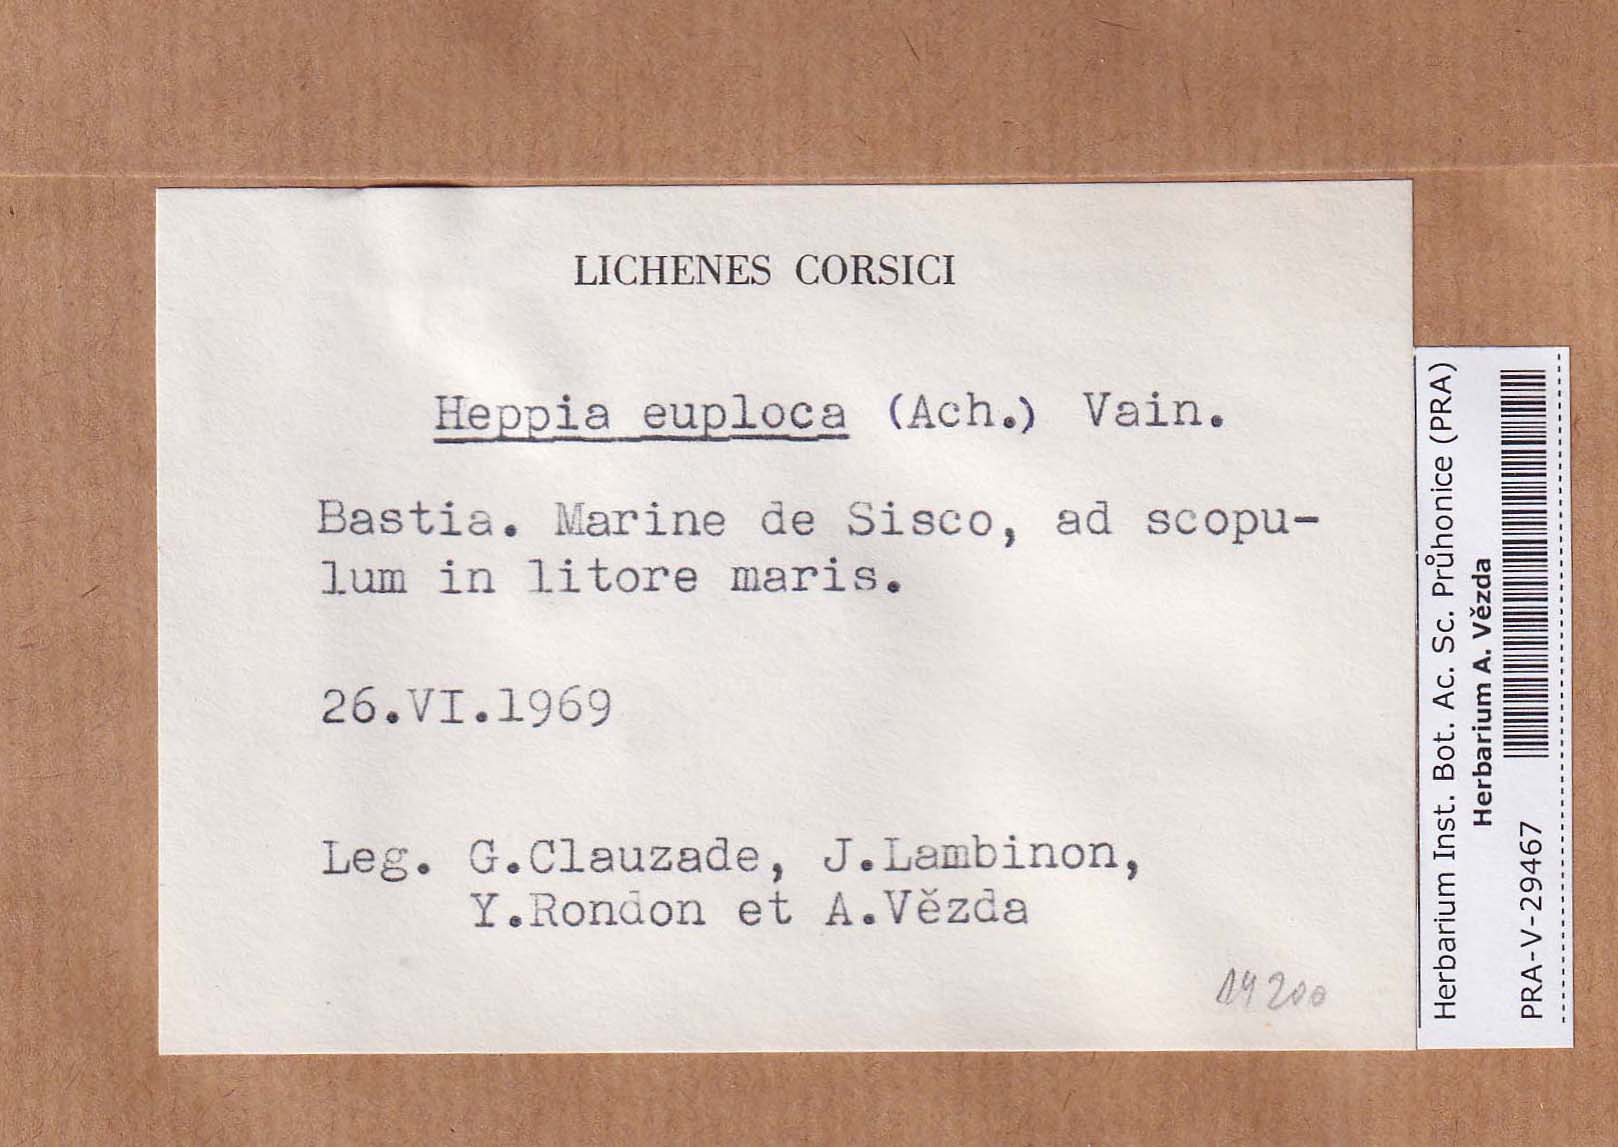 LICHENES CORSICI
Heppia euploca (Ach.) Vain.
Bastia. Marine de Sisco, ad scopu-
lum in litore maris.
26.VI.1969
Leg. G.Clauzade, J.Lambinon,
Y.Rondon et A.Vězda
14200
Herbarium Inst. Bot. Ac. Sc. Průhonice (PRA)
Herbarium A. Vězda
PRA-V-29467